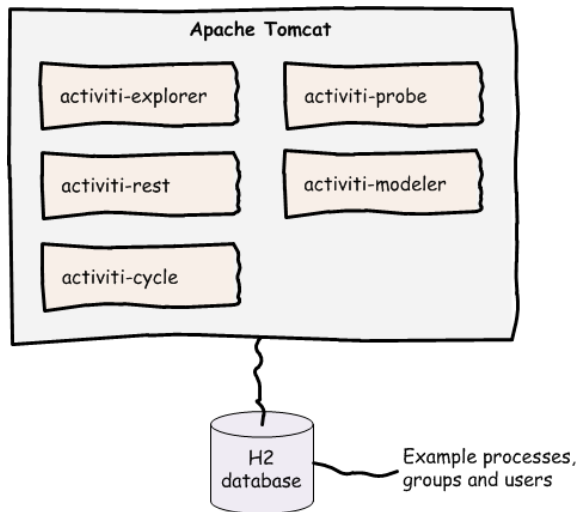 Apache Tomcat
activiti-explorer
activiti-probe
activiti-rest
activiti-modeler
activiti-cycle
H2
database
Example processes,
groups and users